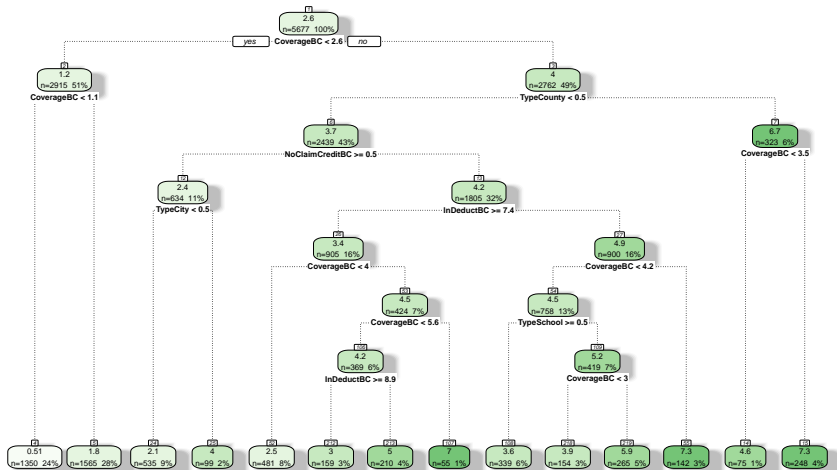 1
2.6
n=5677 100%
yes CoverageBC < 2.6 no
2
1.2
n=2915 51%
CoverageBC < 1.1
3
4
n=2762 49%
TypeCounty < 0.5
6
3.7
n=2439 43%
NoClaimCreditBC >= 0.5
7
6.7
n=323 6%
CoverageBC < 3.5
12
2.4
n=634 11%
TypeCity < 0.5
13
4.2
n=1805 32%
lnDeductBC >= 7.4
26
3.4
n=905 16%
CoverageBC < 4
27
4.9
n=900 16%
CoverageBC < 4.2
53
4.5
n=424 7%
CoverageBC < 5.6
54
4.5
n=758 13%
TypeSchool >= 0.5
106
4.2
n=369 6%
lnDeductBC >= 8.9
109
5.2
n=419 7%
CoverageBC < 3
4
0.51
n=1350 24%
5
1.8
n=1565 28%
24
2.1
n=535 9%
25
4
n=99 2%
52
2.5
n=481 8%
212
3
n=159 3%
213
5
n=210 4%
107
7
n=55 1%
108
3.6
n=339 6%
218
3.9
n=154 3%
219
5.9
n=265 5%
55
7.3
n=142 3%
14
4.6
n=75 1%
15
7.3
n=248 4%